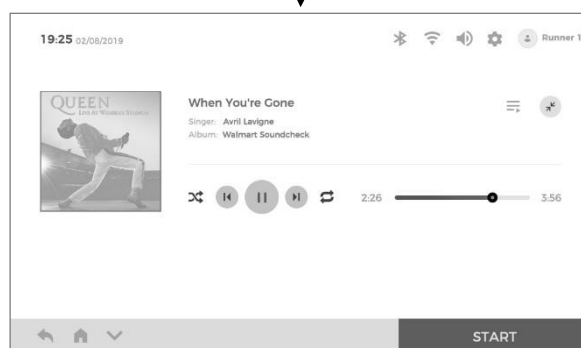 19:25 02/08/2019
Runner 1
QUEEN
LIVE AT WEMBLEY STADIUM
When You're Gone
Singer: Avril Lavigne
Album: Walmart Soundcheck
2:26
3:56
START